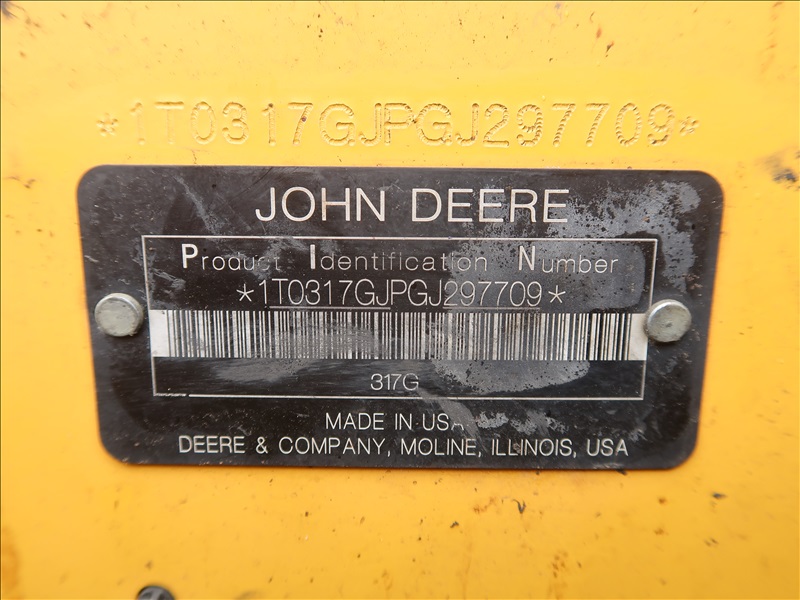 *1T0317GJPGJ297709*
JOHN DEERE
Product Identification Number
*1T0317GJPGJ297709*
317G
MADE IN USA
DEERE & COMPANY, MOLINE, ILLINOIS, USA